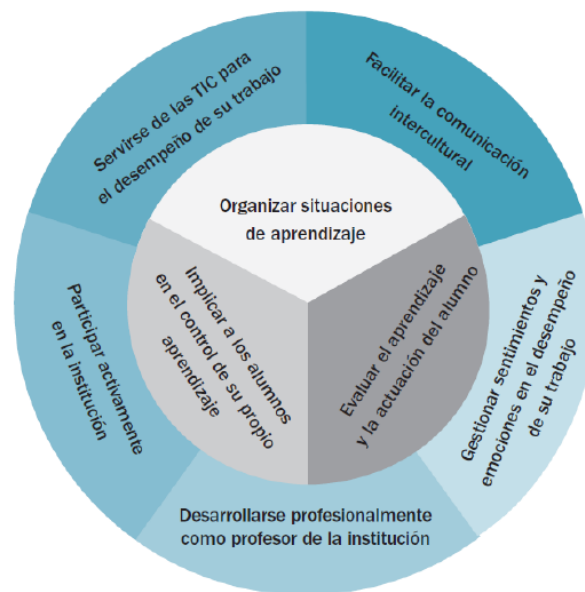 Servirse de las TIC para
el desempeño de su trabajo
Facilitar la comunicación
intercultural
Organizar situaciones
de aprendizaje
Implicar a los alumnos
en el control de su propio
aprendizaje
Evaluar el aprendizaje
y la actuación del alumno
Participar activamente
en la institución
Gestionar sentimientos y
emociones en el desempeño
de su trabajo
Desarrollarse profesionalmente
como profesor de la institución